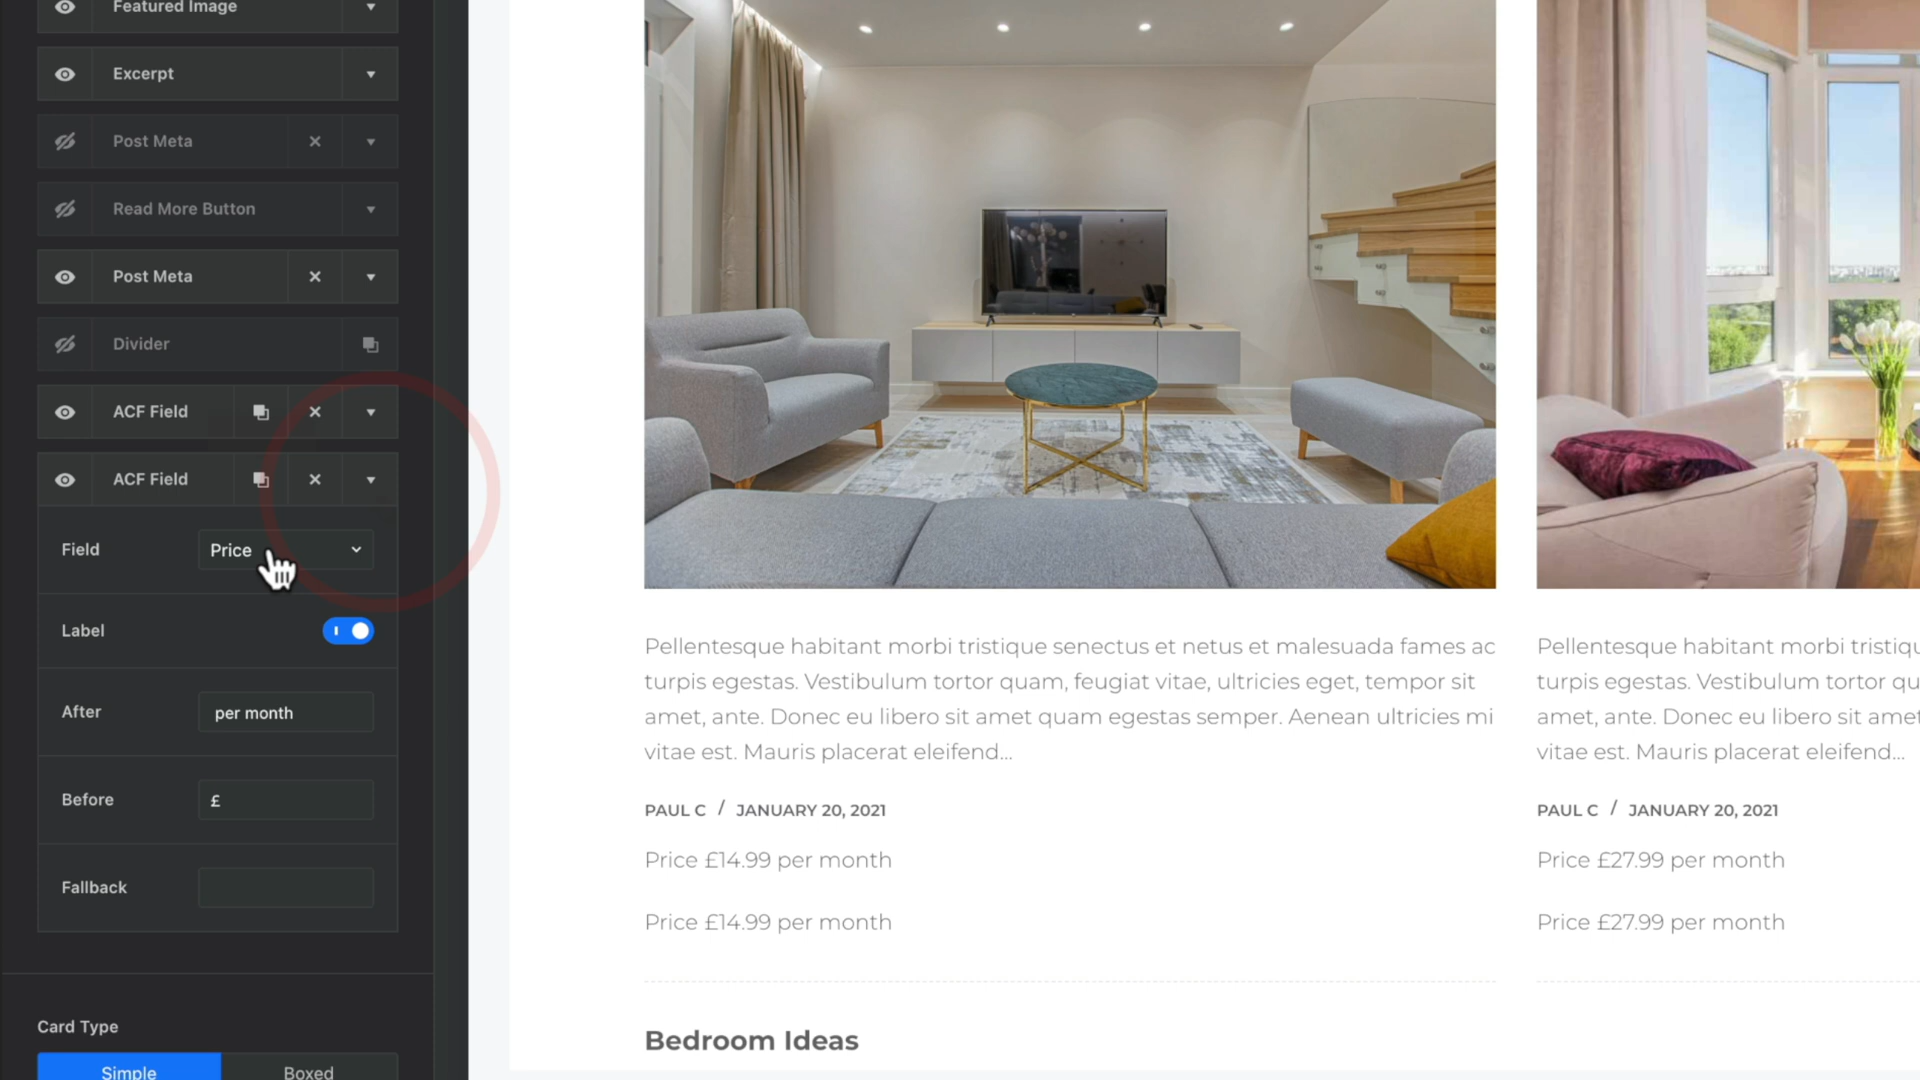 Featured Image
Excerpt
Post Meta
Read More Button
Post Meta
Divider
ACF Field
ACF Field
Field
Price
Label
After
per month
Before
£
Fallback
Card Type
Simple
Boxed
Pellentesque habitant morbi tristique senectus et netus et malesuada fames ac
turpis egestas. Vestibulum tortor quam, feugiat vitae, ultricies eget, tempor sit
amet, ante. Donec eu libero sit amet quam egestas semper. Aenean ultricies mi
vitae est. Mauris placerat eleifend...
PAUL C / JANUARY 20, 2021
Price £14.99 per month
Price £14.99 per month
Bedroom Ideas
Pellentesque habitant morbi tristiqu
turpis egestas. Vestibulum tortor qu
amet, ante. Donec eu libero sit amet
vitae est. Mauris placerat eleifend...
PAUL C / JANUARY 20, 2021
Price £27.99 per month
Price £27.99 per month